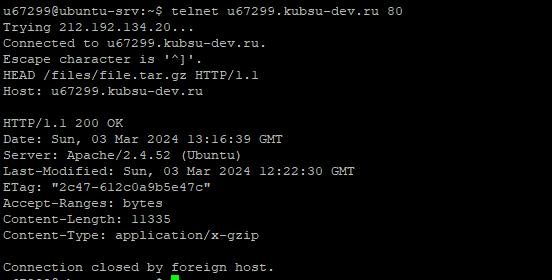 u67299@ubuntu-srv:~$ telnet u67299.kubsu-dev.ru 80
Trying 212.192.134.20...
Connected to u67299.kubsu-dev.ru.
Escape character is '^]'.
HEAD /files/file.tar.gz HTTP/1.1
Host: u67299.kubsu-dev.ru

HTTP/1.1 200 OK
Date: Sun, 03 Mar 2024 13:16:39 GMT
Server: Apache/2.4.52 (Ubuntu)
Last-Modified: Sun, 03 Mar 2024 12:22:30 GMT
ETag: "2c47-612c0a9b5e47c"
Accept-Ranges: bytes
Content-Length: 11335
Content-Type: application/x-gzip

Connection closed by foreign host.